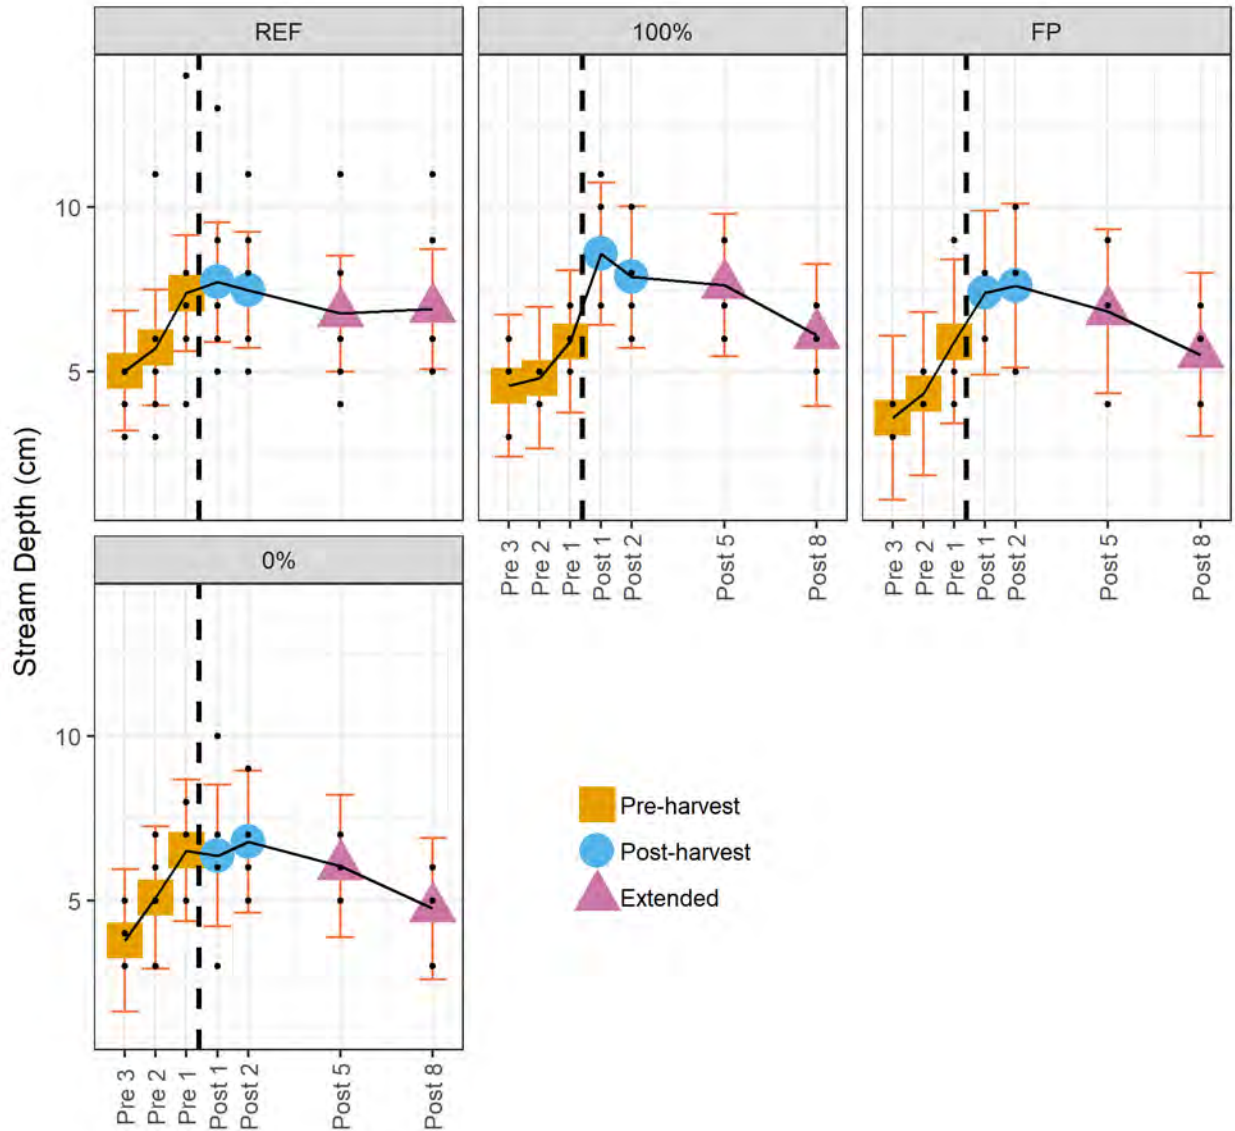 REF
100%
FP
Stream Depth (cm)
10
5
Pre 3
Pre 2
Pre 1
Post 1
Post 2
Post 5
Post 8
Pre 3
Pre 2
Pre 1
Post 1
Post 2
Post 5
Post 8
0%
10
5
Pre 3
Pre 2
Pre 1
Post 1
Post 2
Post 5
Post 8
Pre-harvest
Post-harvest
Extended